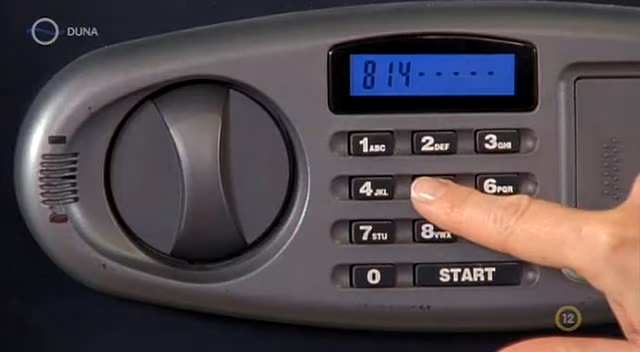 DUNA
814-----
1ABC 2DEF 3GHI
4JKL 6PQR
7STU 8VWX
0 START
12